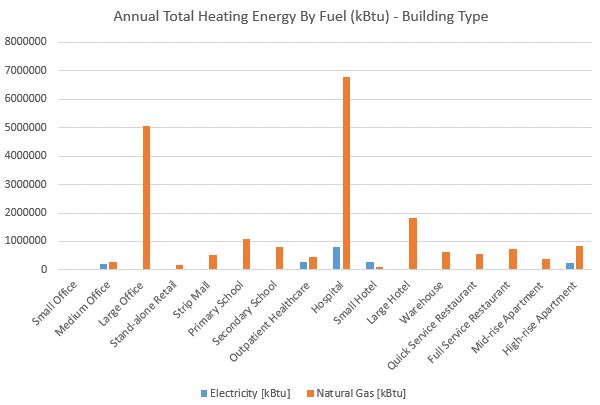 Annual Total Heating Energy By Fuel (kBtu) - Building Type
8000000
7000000
6000000
5000000
4000000
3000000
2000000
1000000
0
Small Office
Medium Office
Large Office
Stand-alone Retail
Strip Mall
Primary School
Secondary School
Outpatient Healthcare
Hospital
Small Hotel
Large Hotel
Warehouse
Quick Service Restaurant
Full Service Restaurant
Mid-rise Apartment
High-rise Apartment
Electricity [kBtu]
Natural Gas [kBtu]